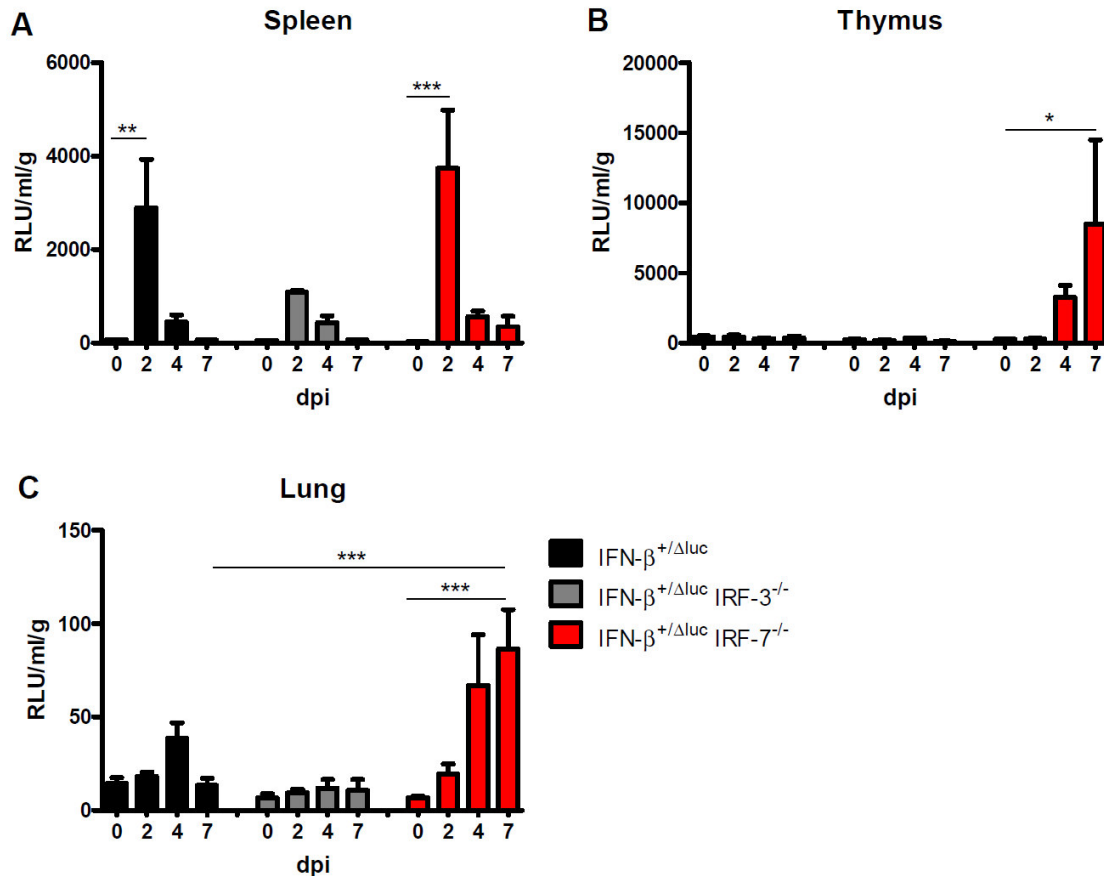 A Spleen
RLU/ml/g
6000
4000
2000
0
** ***
0 2 4 7 0 2 4 7 0 2 4 7
dpi
B Thymus
RLU/ml/g
20000
15000
10000
5000
0
*
0 2 4 7 0 2 4 7 0 2 4 7
dpi
C Lung
RLU/ml/g
150
100
50
0
***
***
0 2 4 7 0 2 4 7 0 2 4 7
dpi
IFN-β+/Δluc
IFN-β+/Δluc IRF-3-/-
IFN-β+/Δluc IRF-7-/-